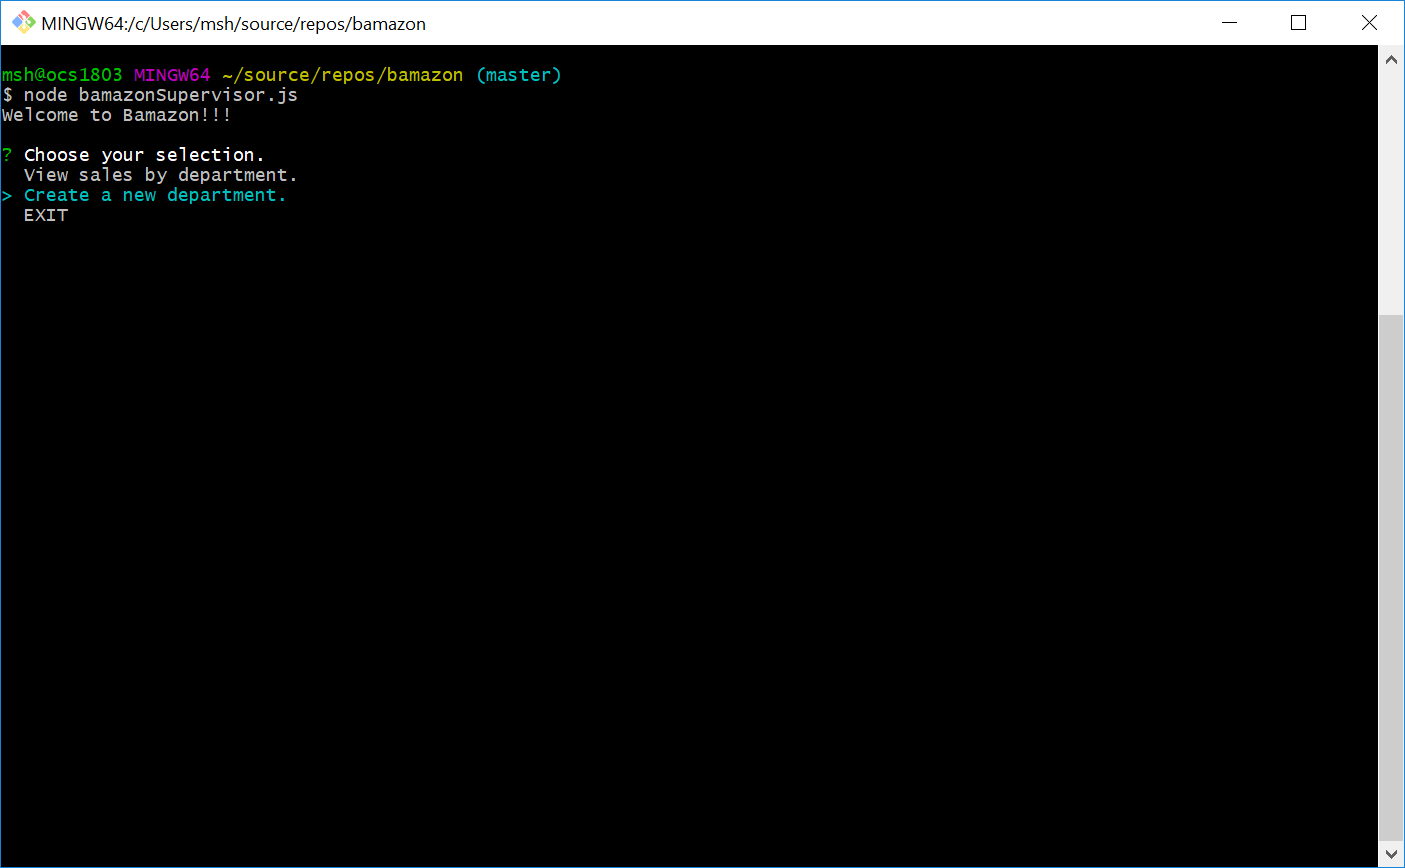 MINGW64:/c/Users/msh/source/repos/bamazon
msh@ocs1803 MINGW64 ~/source/repos/bamazon (master)
$ node bamazonSupervisor.js
Welcome to Bamazon!!!
? Choose your selection.
View sales by department.
> Create a new department.
EXIT